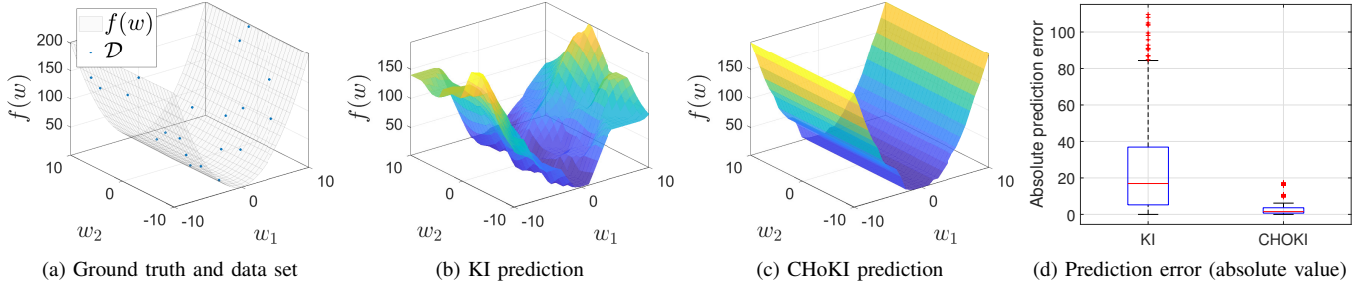 f(w)
D
200
150
100
50
f(w)
10
0
-10
w2
-10
0
10
w1
(a) Ground truth and data set
150
100
50
f(w)
10
0
-10
w2
-10
0
10
w1
(b) KI prediction
150
100
50
f(w)
10
0
-10
w2
-10
0
10
w1
(c) CHoKI prediction
Absolute prediction error
100
80
60
40
20
0
KI
CHOKI
(d) Prediction error (absolute value)